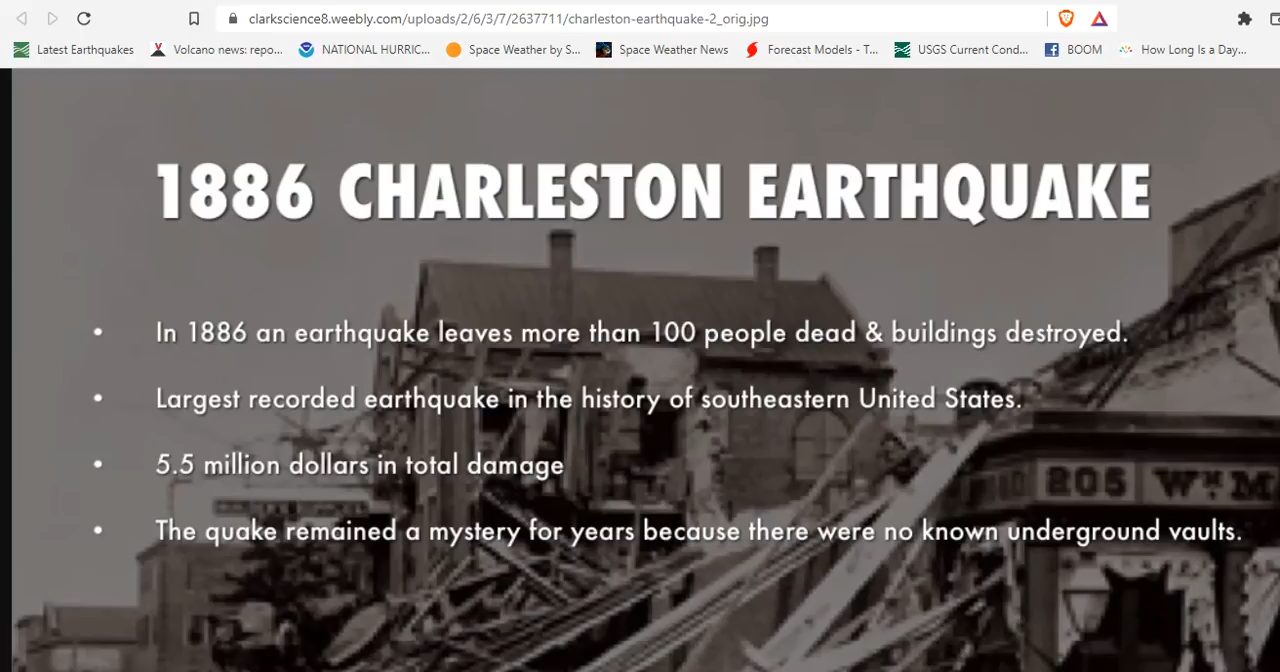 clarkscience8.weebly.com/uploads/2/6/3/7/2637711/charleston-earthquake-2_orig.jpg
Latest Earthquakes Volcano news: repo... NATIONAL HURRIC... Space Weather by S... Space Weather News Forecast Models - T... USGS Current Cond... BOOM How Long Is a Day...
1886 CHARLESTON EARTHQUAKE
• In 1886 an earthquake leaves more than 100 people dead & buildings destroyed.
• Largest recorded earthquake in the history of southeastern United States.
• 5.5 million dollars in total damage
205 WM M
• The quake remained a mystery for years because there were no known underground vaults.